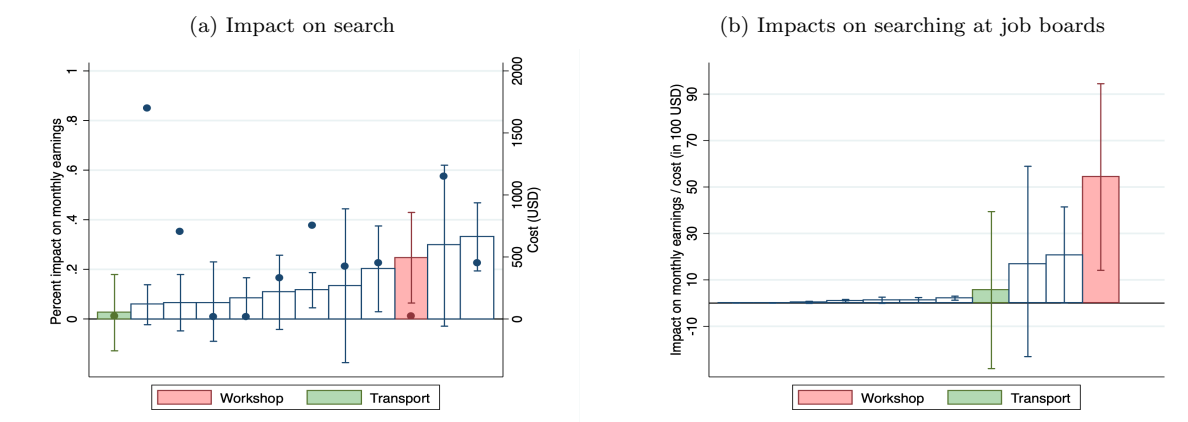 (a) Impact on search
Percent impact on monthly earnings
1
.8
.6
.4
.2
0
2000
1500
1000
500
0
Cost (USD)
Workshop
Transport
(b) Impacts on searching at job boards
Impact on monthly earnings / cost (in 100 USD)
90
70
50
30
10
-10
Workshop
Transport